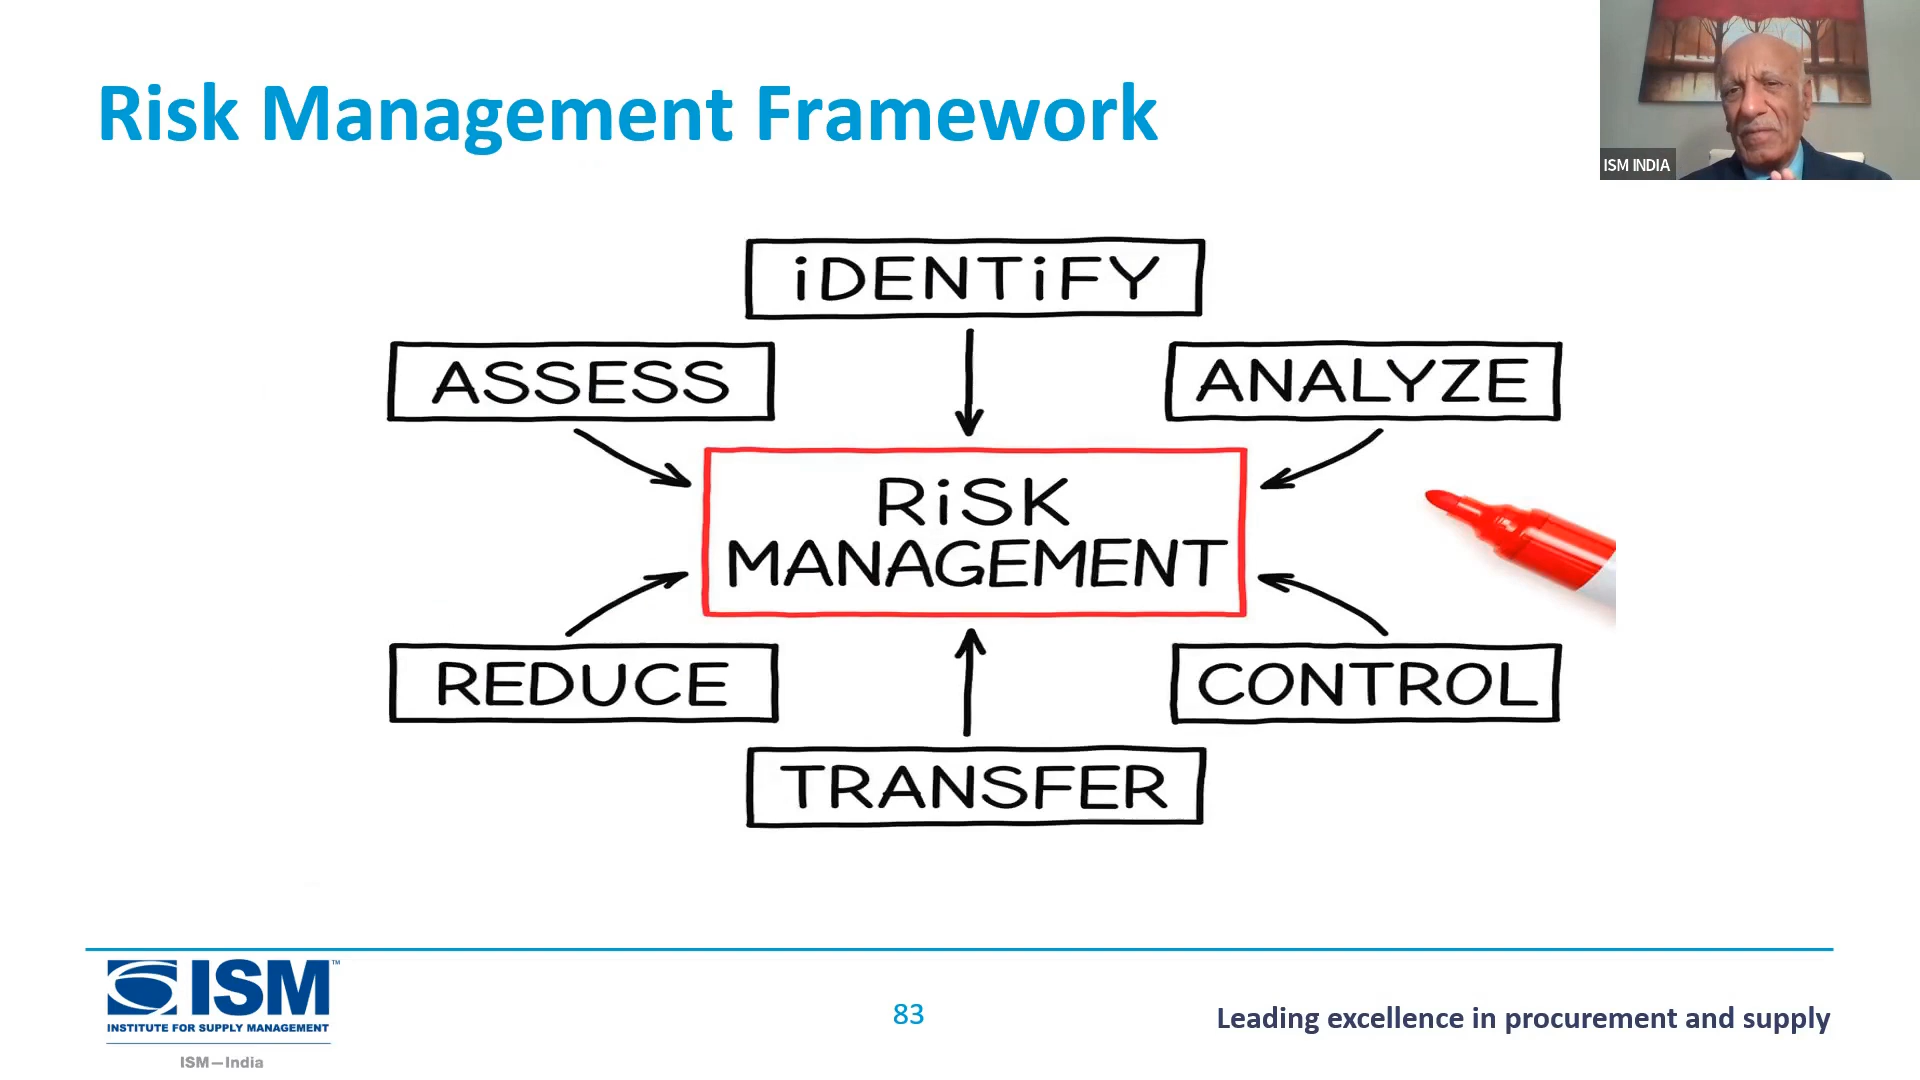 Risk Management Framework
ISM INDIA
iDENTiFY
ASSESS
ANALYZE
RiSK
MANAGEMENT
REDUCE
CONTROL
TRANSFER
ISM™
INSTITUTE FOR SUPPLY MANAGEMENT
ISM—India
83
Leading excellence in procurement and supply